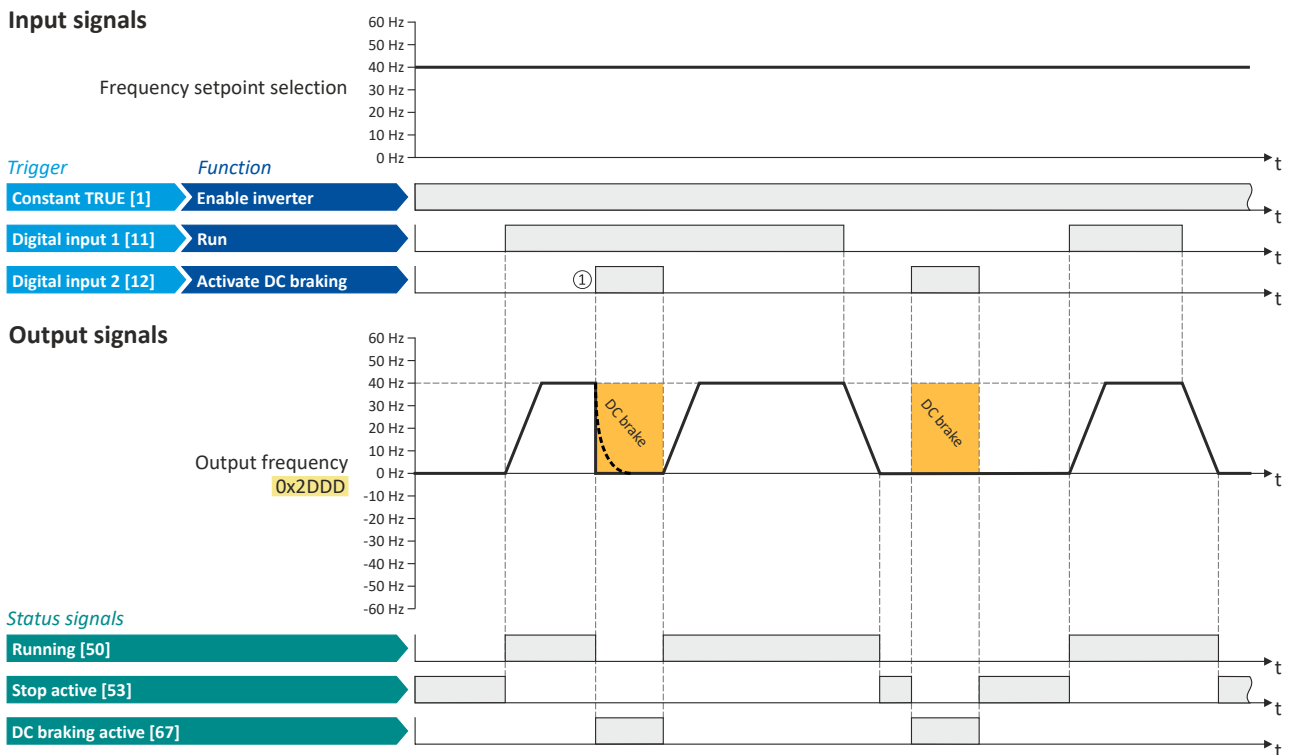 Input signals
60 Hz
50 Hz
40 Hz
Frequency setpoint selection 30 Hz
20 Hz
10 Hz
0 Hz
t
Trigger Function
Constant TRUE [1] Enable inverter
t
Digital input 1 [11] Run
t
Digital input 2 [12] Activate DC braking ①
t
Output signals
60 Hz
50 Hz
40 Hz
30 Hz
DC brake DC brake
20 Hz
10 Hz
Output frequency 0 Hz
t
0x2DDD
-10 Hz
-20 Hz
-30 Hz
-40 Hz
-50 Hz
-60 Hz
Status signals
Running [50]
t
Stop active [53]
t
DC braking active [67]
t